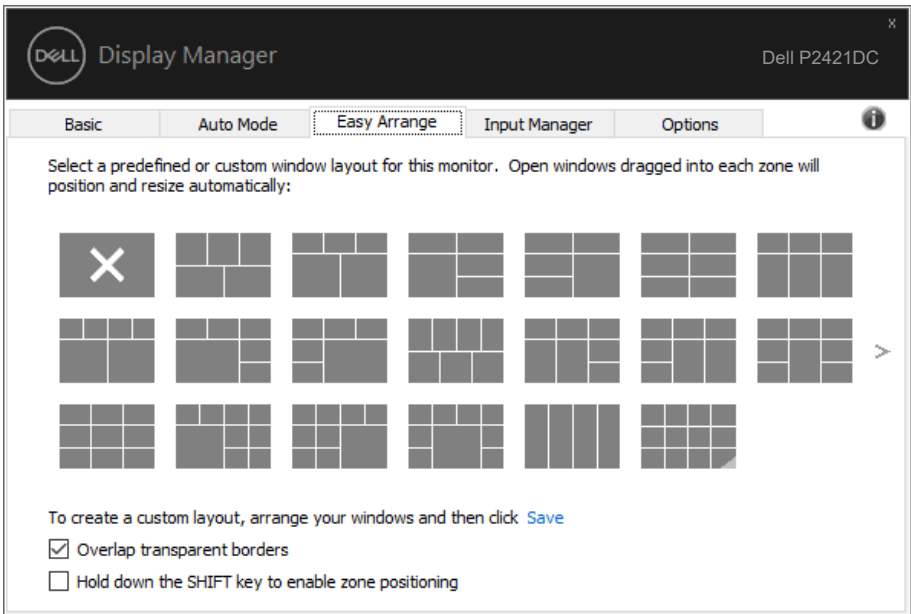 x
DELL Display Manager
Dell P2421DC
Basic Auto Mode Easy Arrange Input Manager Options
Select a predefined or custom window layout for this monitor. Open windows dragged into each zone will
position and resize automatically:
>
To create a custom layout, arrange your windows and then click Save
Overlap transparent borders
Hold down the SHIFT key to enable zone positioning